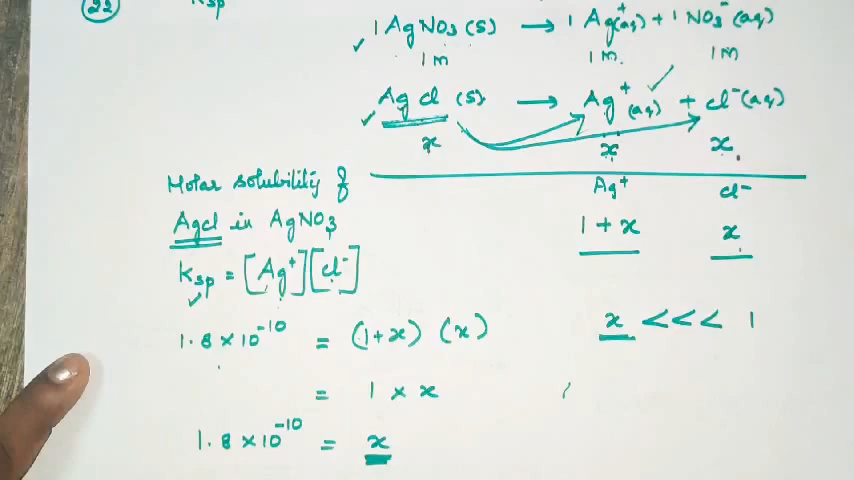 22 Ksp
1 AgNO3 (s) → 1 Ag+(aq) + 1 NO3- (aq)
1 M 1 M. 1 M
AgCl (s) → Ag+ (aq) + Cl- (aq)
x x x
Molar solubility of Ag+ Cl-
AgCl in AgNO3 1 + x x
Ksp = [Ag+] [Cl-]
1.8 × 10-10 = (1+x) (x) x <<< 1
= 1 × x
1.8 × 10-10 = x